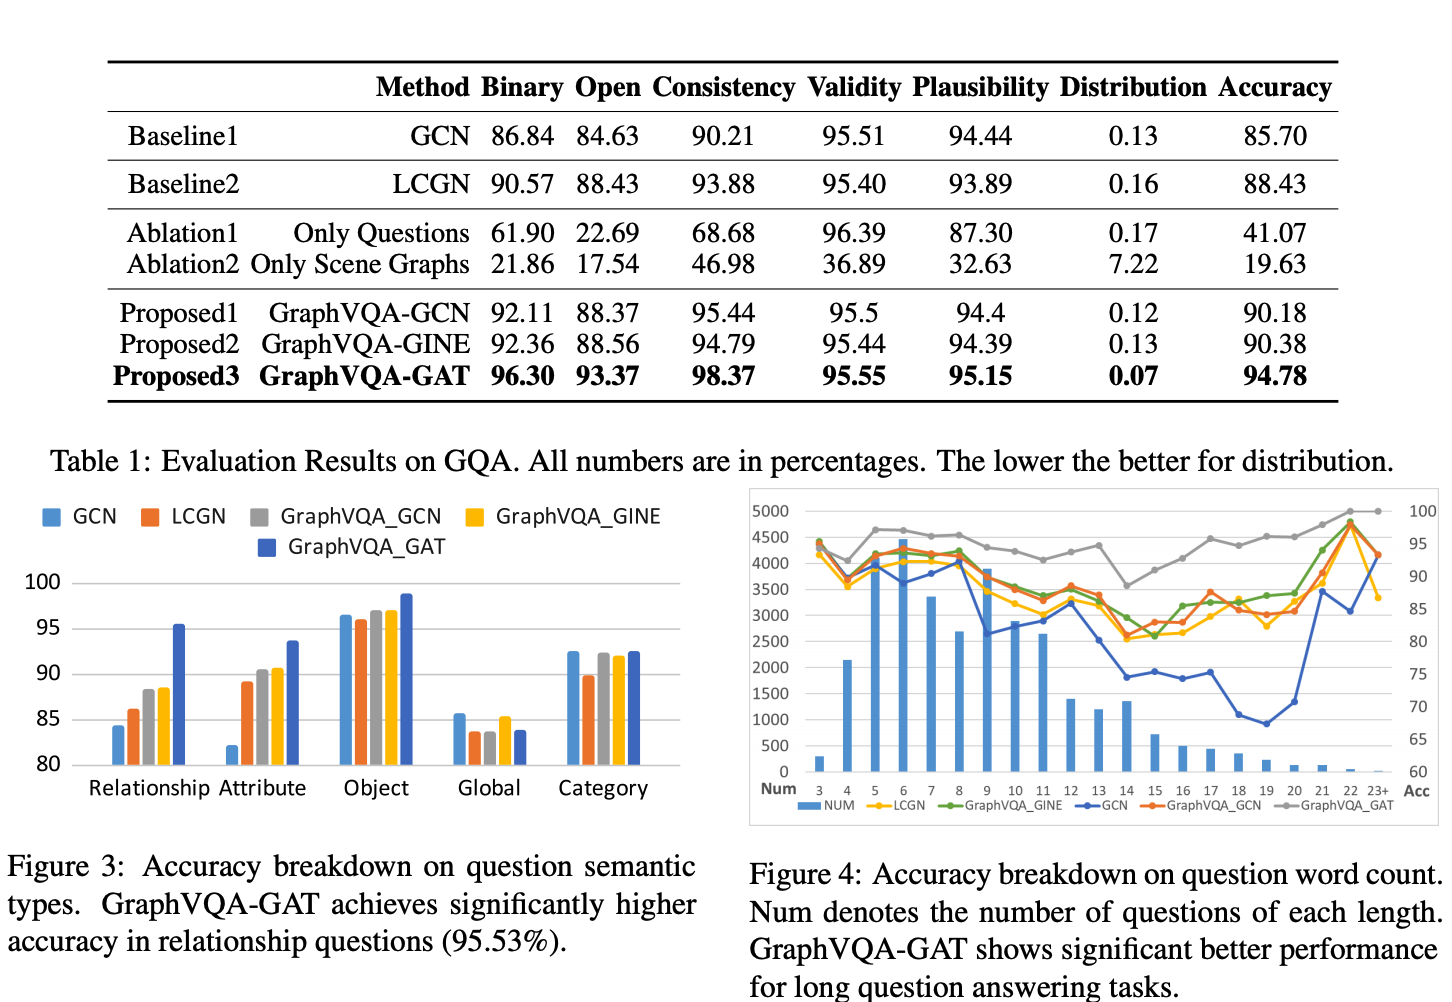 Method Binary Open Consistency Validity Plausibility Distribution Accuracy
Baseline1 GCN 86.84 84.63 90.21 95.51 94.44 0.13 85.70
Baseline2 LCGN 90.57 88.43 93.88 95.40 93.89 0.16 88.43
Ablation1 Only Questions 61.90 22.69 68.68 96.39 87.30 0.17 41.07
Ablation2 Only Scene Graphs 21.86 17.54 46.98 36.89 32.63 7.22 19.63
Proposed1 GraphVQA-GCN 92.11 88.37 95.44 95.5 94.4 0.12 90.18
Proposed2 GraphVQA-GINE 92.36 88.56 94.79 95.44 94.39 0.13 90.38
Proposed3 GraphVQA-GAT 96.30 93.37 98.37 95.55 95.15 0.07 94.78
Table 1: Evaluation Results on GQA. All numbers are in percentages. The lower the better for distribution.
GCN LCGN GraphVQA_GCN GraphVQA_GINE
GraphVQA_GAT
100
95
90
85
80
Relationship Attribute Object Global Category
Figure 3: Accuracy breakdown on question semantic
types. GraphVQA-GAT achieves significantly higher
accuracy in relationship questions (95.53%).
5000 100
4500 95
4000 90
3500 85
3000
2500 80
2000 75
1500 70
1000 65
500
0 60
Num 3 4 5 6 7 8 9 10 11 12 13 14 15 16 17 18 19 20 21 22 23+ Acc
NUM LCGN GraphVQA_GINE GCN GraphVQA_GCN GraphVQA_GAT
Figure 4: Accuracy breakdown on question word count.
Num denotes the number of questions of each length.
GraphVQA-GAT shows significant better performance
for long question answering tasks.